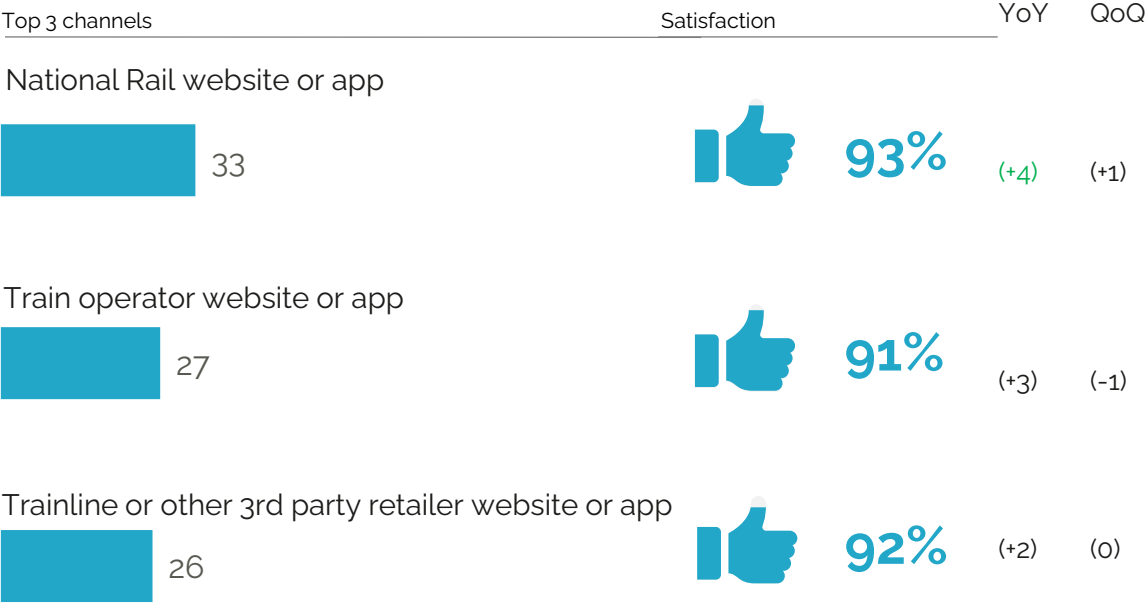 Top 3 channels Satisfaction YoY QoQ
National Rail website or app
33 93% (+4) (+1)
Train operator website or app
27 91% (+3) (-1)
Trainline or other 3rd party retailer website or app
26 92% (+2) (0)